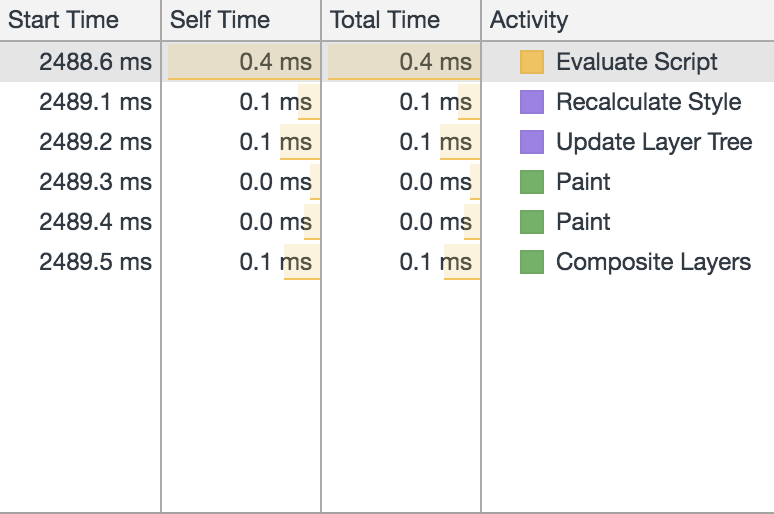 Start Time Self Time Total Time Activity
2488.6 ms 0.4 ms 0.4 ms Evaluate Script
2489.1 ms 0.1 ms 0.1 ms Recalculate Style
2489.2 ms 0.1 ms 0.1 ms Update Layer Tree
2489.3 ms 0.0 ms 0.0 ms Paint
2489.4 ms 0.0 ms 0.0 ms Paint
2489.5 ms 0.1 ms 0.1 ms Composite Layers